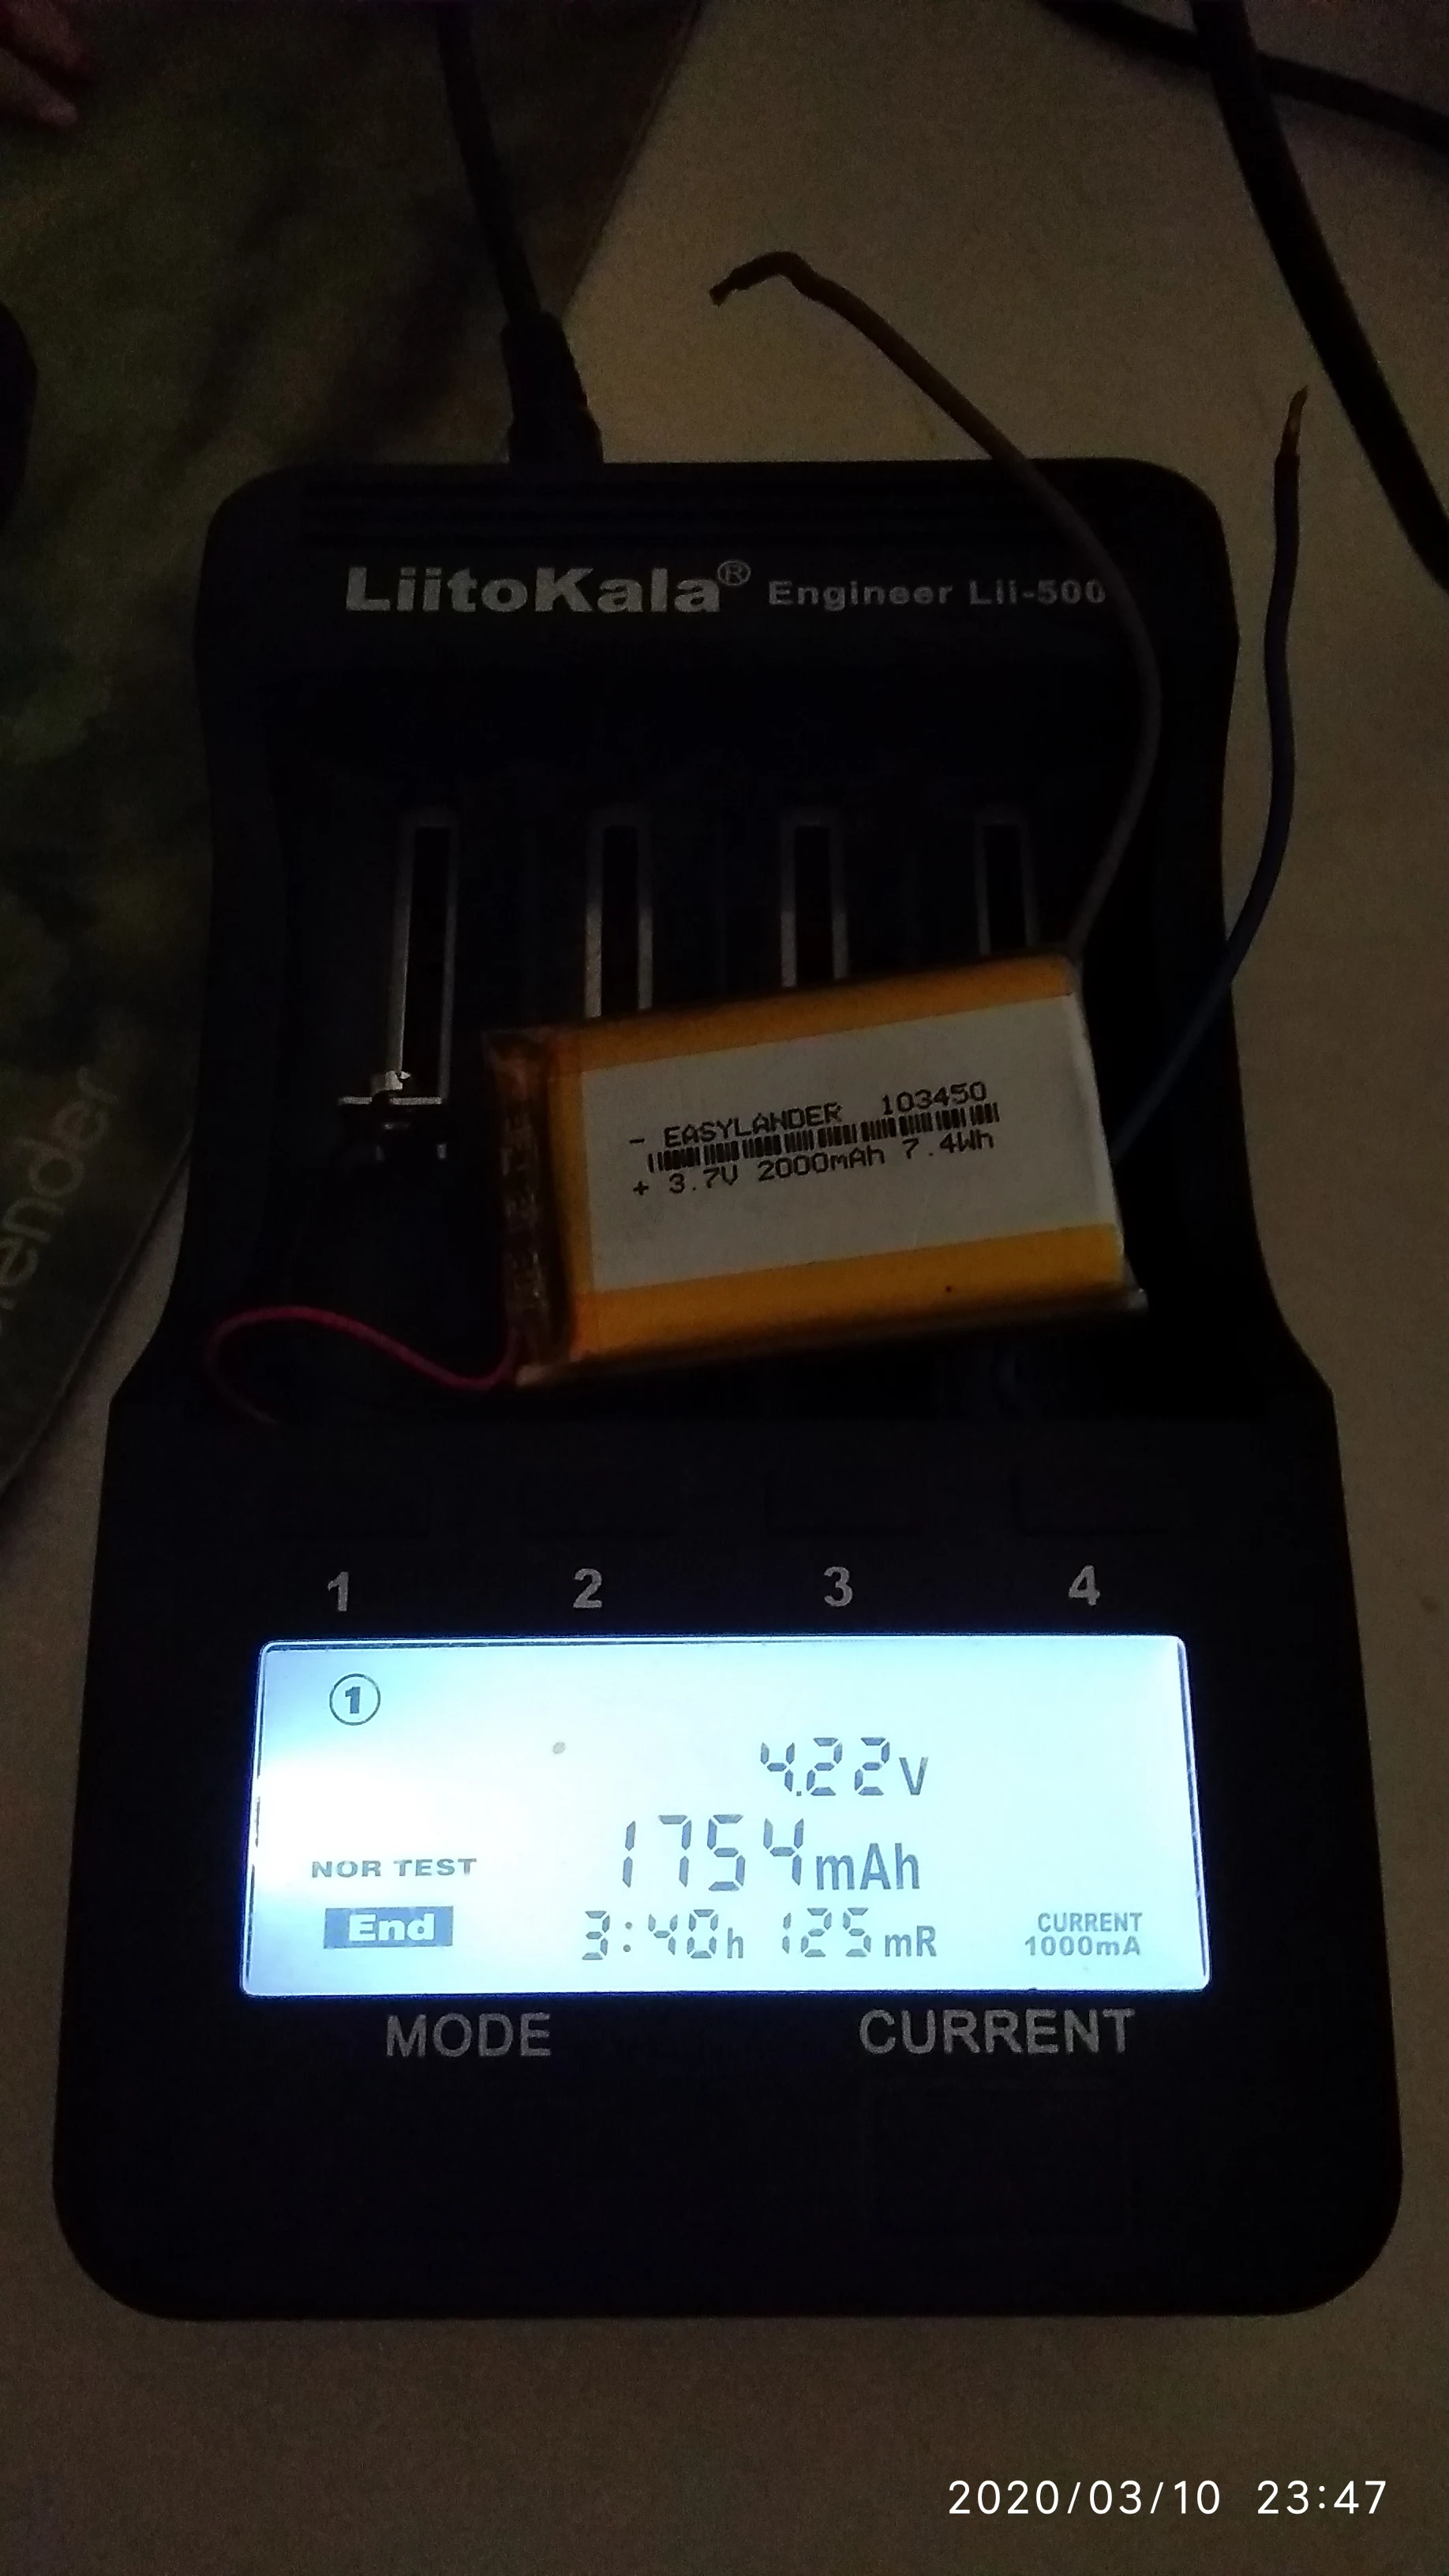 LiitoKala® Engineer Lii-500
- EASYLANDER 103450
+ 3.7V 2000mAh 7.4Wh
ender
1 2 3 4
1
4.22V
1754mAh
NOR TEST
End 3:40h 125mR CURRENT
1000mA
MODE CURRENT
2020/03/10 23:47